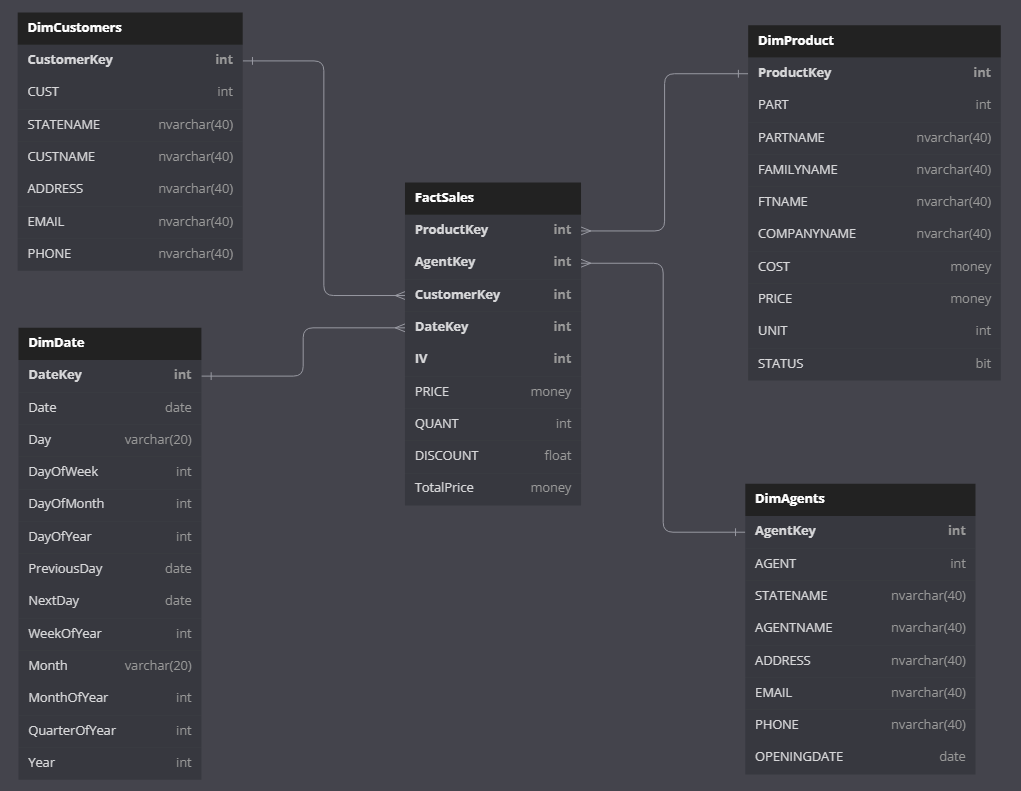 DimCustomers
CustomerKey int
CUST int
STATENAME nvarchar(40)
CUSTNAME nvarchar(40)
ADDRESS nvarchar(40)
EMAIL nvarchar(40)
PHONE nvarchar(40)
DimDate
DateKey int
Date date
Day varchar(20)
DayOfWeek int
DayOfMonth int
DayOfYear int
PreviousDay date
NextDay date
WeekOfYear int
Month varchar(20)
MonthOfYear int
QuarterOfYear int
Year int
FactSales
ProductKey int
AgentKey int
CustomerKey int
DateKey int
IV int
PRICE money
QUANT int
DISCOUNT float
TotalPrice money
DimProduct
ProductKey int
PART int
PARTNAME nvarchar(40)
FAMILYNAME nvarchar(40)
FTNAME nvarchar(40)
COMPANYNAME nvarchar(40)
COST money
PRICE money
UNIT int
STATUS bit
DimAgents
AgentKey int
AGENT int
STATENAME nvarchar(40)
AGENTNAME nvarchar(40)
ADDRESS nvarchar(40)
EMAIL nvarchar(40)
PHONE nvarchar(40)
OPENINGDATE date